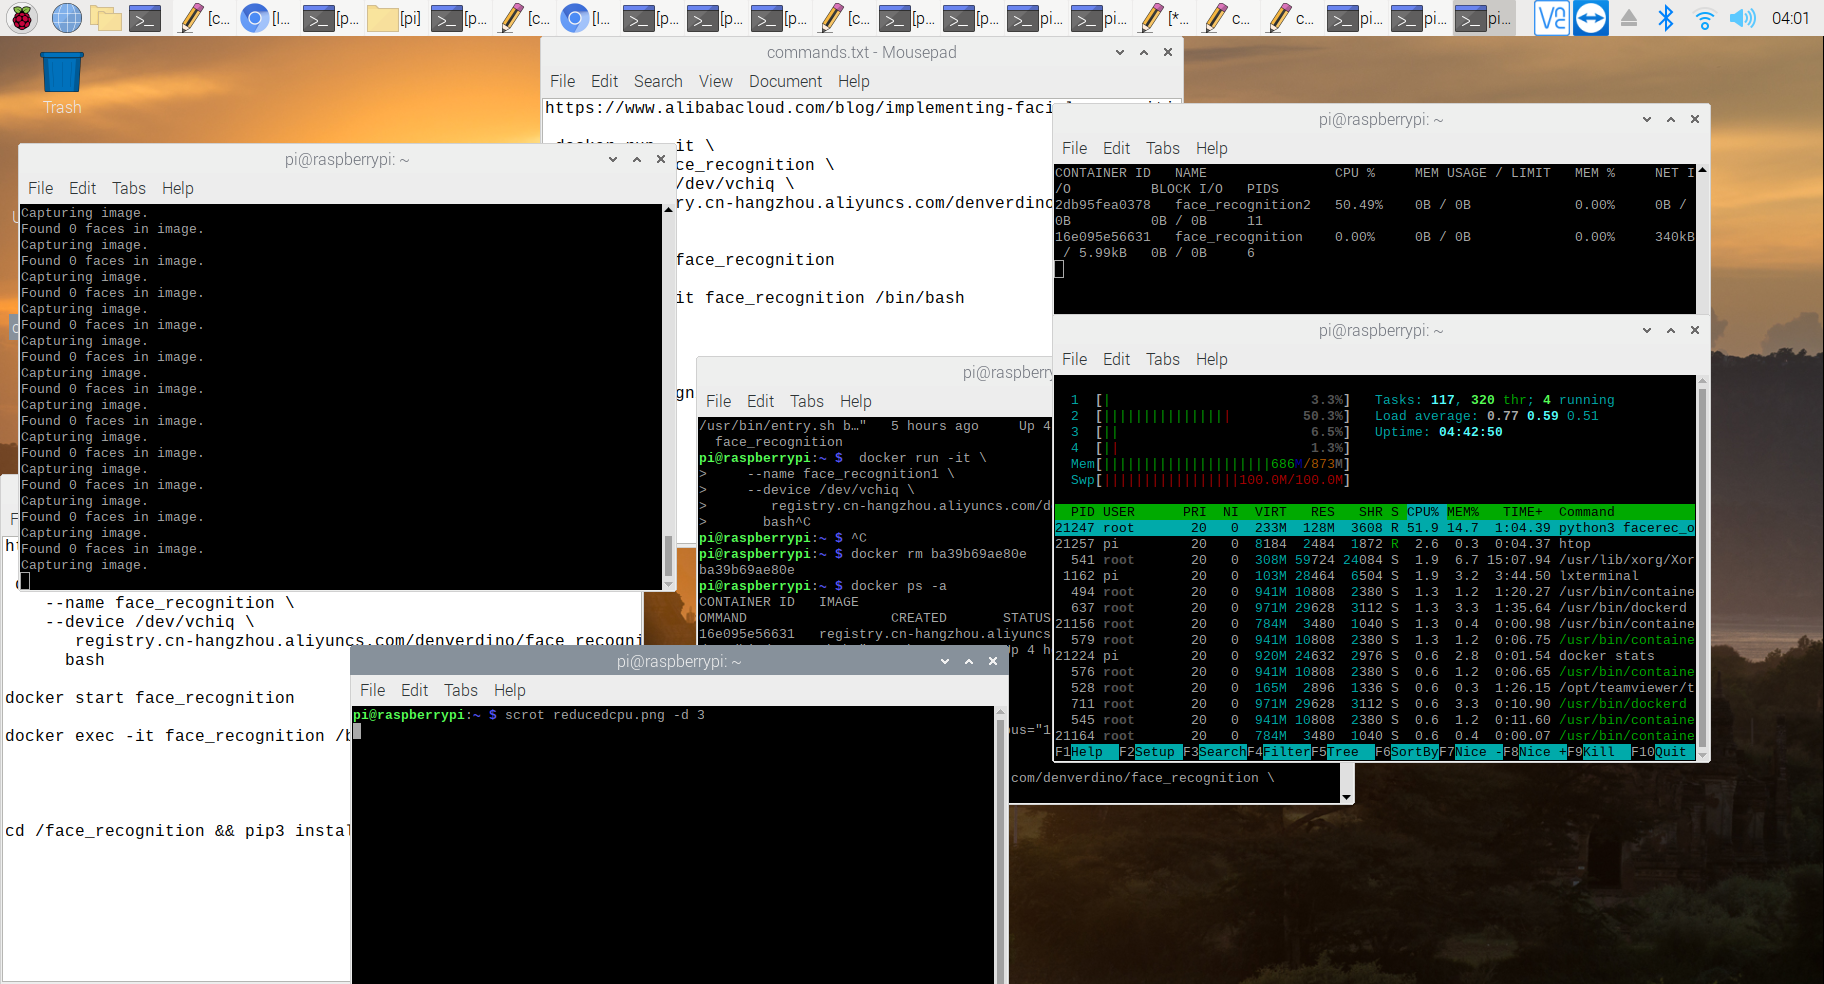 [c... [I... [p... [pi] [p... [c... [I... [p... [p... [p... [c... [p... [p... pi... pi... [*... c... c... pi... pi... pi... 04:01
Trash
commands.txt - Mousepad
File Edit Search View Document Help
https://www.alibabacloud.com/blog/implementing-faci
it \
ce_recognition \
/dev/vchiq \
ry.cn-hangzhou.aliyuncs.com/denverdino
face_recognition
it face_recognition /bin/bash
pi@raspberrypi: ~
File Edit Tabs Help
Capturing image.
Found 0 faces in image.
Capturing image.
Found 0 faces in image.
Capturing image.
Found 0 faces in image.
Capturing image.
Found 0 faces in image.
Capturing image.
Found 0 faces in image.
Capturing image.
Found 0 faces in image.
Capturing image.
Found 0 faces in image.
Capturing image.
Found 0 faces in image.
Capturing image.
Found 0 faces in image.
Capturing image.
Found 0 faces in image.
Capturing image.
Found 0 faces in image.
Capturing image.
pi@raspberrypi: ~
File Edit Tabs Help
CONTAINER ID NAME CPU % MEM USAGE / LIMIT MEM % NET I
/O BLOCK I/O PIDS
2db95fea0378 face_recognition2 50.49% 0B / 0B 0.00% 0B /
0B 0B / 0B 11
16e095e56631 face_recognition 0.00% 0B / 0B 0.00% 340kB
/ 5.99kB 0B / 0B 6
pi@raspberrypi: ~
File Edit Tabs Help
1 [| 3.3%] Tasks: 117, 320 thr; 4 running
2 [|||||||||||||||| 50.3%] Load average: 0.77 0.59 0.51
3 [|| 6.5%] Uptime: 04:42:50
4 [|| 1.3%]
Mem[|||||||||||||||||||||686M/873M]
Swp[|||||||||||||||||100.0M/100.0M]
PID USER PRI NI VIRT RES SHR S CPU% MEM% TIME+ Command
21247 root 20 0 233M 128M 3608 R 51.9 14.7 1:04.39 python3 facerec_o
21257 pi 20 0 8184 2484 1872 R 2.6 0.3 0:04.37 htop
541 root 20 0 308M 59724 24084 S 1.9 6.7 15:07.94 /usr/lib/xorg/Xor
1162 pi 20 0 103M 28464 6504 S 1.9 3.2 3:44.50 lxterminal
494 root 20 0 941M 10808 2380 S 1.3 1.2 1:20.27 /usr/bin/containe
637 root 20 0 971M 29628 3112 S 1.3 3.3 1:35.64 /usr/bin/dockerd
21156 root 20 0 784M 3480 1040 S 1.3 0.4 0:00.98 /usr/bin/containe
579 root 20 0 941M 10808 2380 S 1.3 1.2 0:06.75 /usr/bin/containe
21224 pi 20 0 920M 24632 2976 S 0.6 2.8 0:01.54 docker stats
576 root 20 0 941M 10808 2380 S 0.6 1.2 0:06.65 /usr/bin/containe
528 root 20 0 165M 2896 1336 S 0.6 0.3 1:26.15 /opt/teamviewer/t
711 root 20 0 971M 29628 3112 S 0.6 3.3 0:10.90 /usr/bin/dockerd
545 root 20 0 941M 10808 2380 S 0.6 1.2 0:11.60 /usr/bin/containe
21164 root 20 0 784M 3480 1040 S 0.6 0.4 0:00.07 /usr/bin/containe
F1Help F2Setup F3SearchF4FilterF5Tree F6SortByF7Nice -F8Nice +F9Kill F10Quit
pi@raspberry
File Edit Tabs Help
/usr/bin/entry.sh b…" 5 hours ago Up 4
face_recognition
pi@raspberrypi:~ $ docker run -it \
> --name face_recognition1 \
> --device /dev/vchiq \
> registry.cn-hangzhou.aliyuncs.com/d
> bash^C
pi@raspberrypi:~ $ ^C
pi@raspberrypi:~ $ docker rm ba39b69ae80e
ba39b69ae80e
pi@raspberrypi:~ $ docker ps -a
CONTAINER ID IMAGE
OMMAND CREATED STATUS
16e095e56631 registry.cn-hangzhou.aliyuncs
Up 4 h
ous="1
com/denverdino/face_recognition \
--name face_recognition \
--device /dev/vchiq \
registry.cn-hangzhou.aliyuncs.com/denverdino/face_recogni
bash
docker start face_recognition
docker exec -it face_recognition /b
cd /face_recognition && pip3 instal
pi@raspberrypi: ~
File Edit Tabs Help
pi@raspberrypi:~ $ scrot reducedcpu.png -d 3